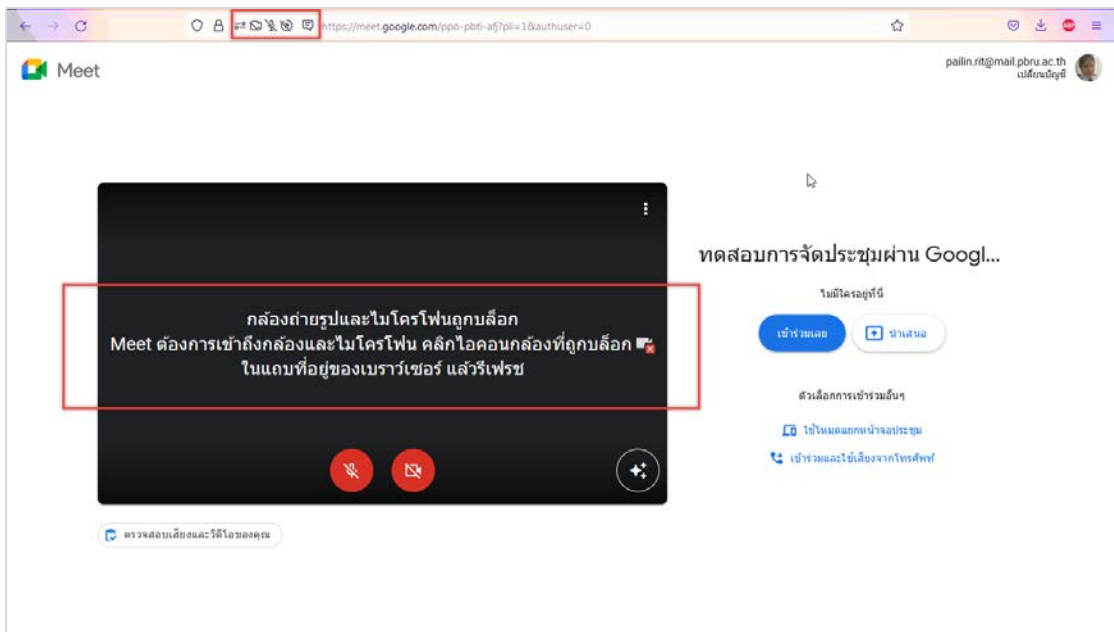 https://meet.google.com/ppo-pbti-afj?pli=1&authuser=0
ABP
Meet
pailin.rit@mail.pbru.ac.th
เปลี่ยนบัญชี
กล้องถ่ายรูปและไมโครโฟนถูกบล็อก
Meet ต้องการเข้าถึงกล้องและไมโครโฟน คลิกไอคอนกล้องที่ถูกบล็อก
ในแถบที่อยู่ของเบราว์เซอร์ แล้วรีเฟรช
ทดสอบการจัดประชุมผ่าน Googl...
ไม่มีใครอยู่ที่นี่
เข้าร่วมเลย
นำเสนอ
ตัวเลือกการเข้าร่วมอื่นๆ
ใช้โหมดแยกหน้าจอประชุม
เข้าร่วมและใช้เสียงจากโทรศัพท์
ตรวจสอบเสียงและวิดีโอของคุณ